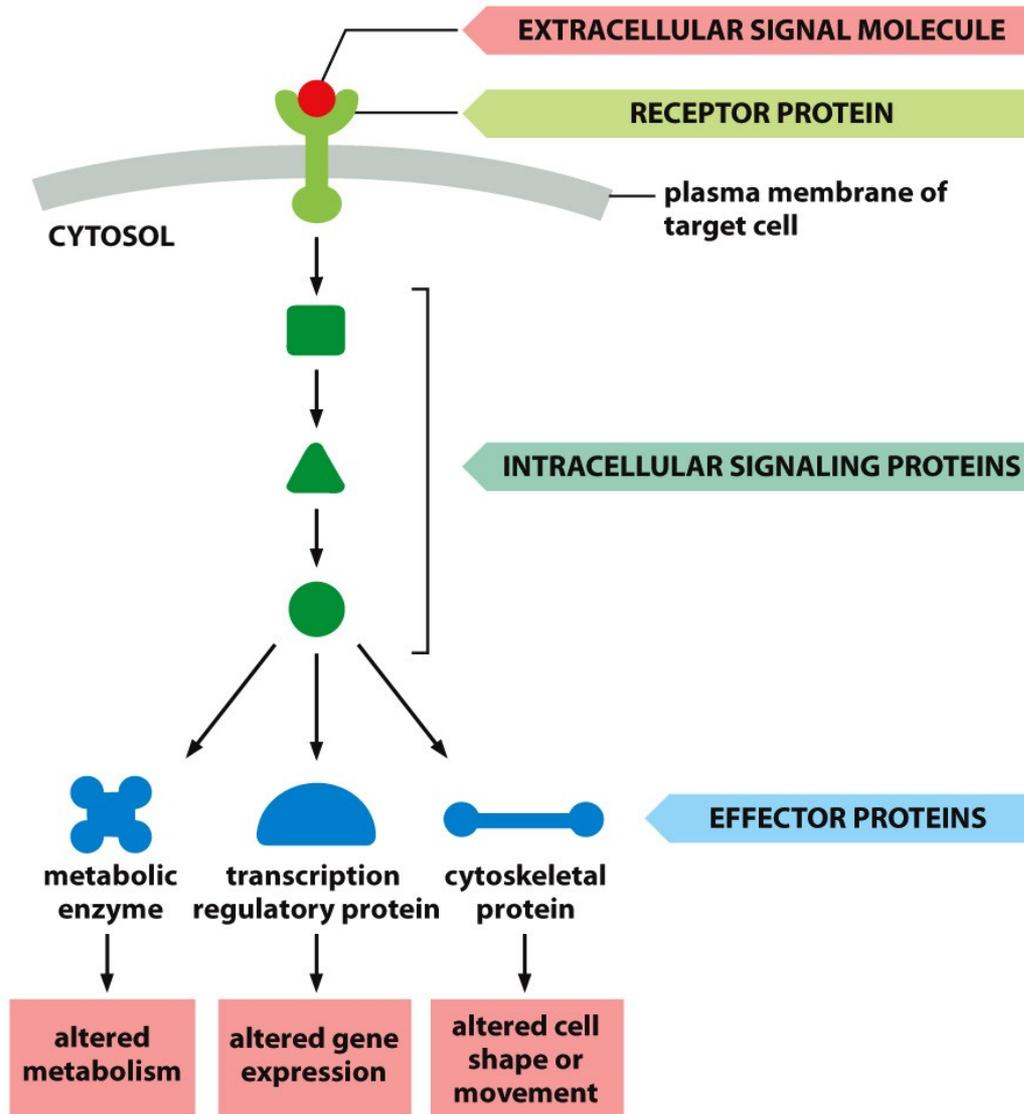 EXTRACELLULAR SIGNAL MOLECULE
RECEPTOR PROTEIN
plasma membrane of
target cell
CYTOSOL
INTRACELLULAR SIGNALING PROTEINS
EFFECTOR PROTEINS
metabolic
enzyme
transcription
regulatory protein
cytoskeletal
protein
altered
metabolism
altered gene
expression
altered cell
shape or
movement